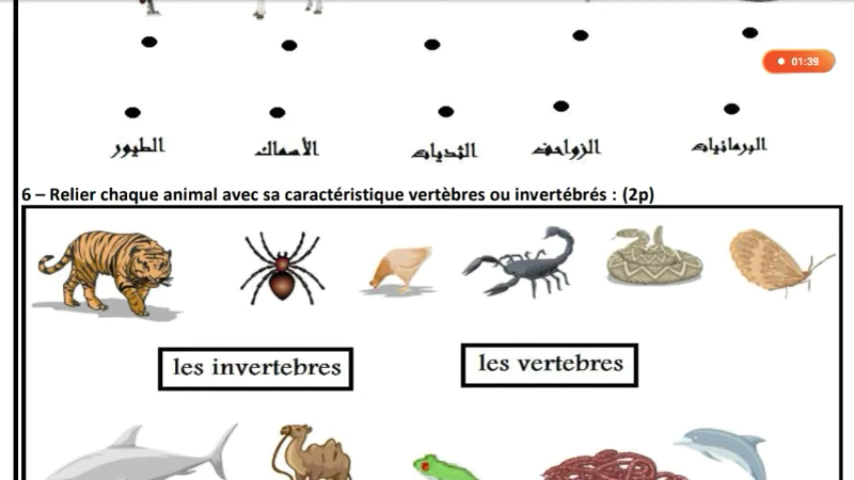 01:39
الطيور الأسماك الثدييات الزواحف البرمائيات
6 – Relier chaque animal avec sa caractéristique vertèbres ou invertébrés : (2p)
les invertebres les vertebres